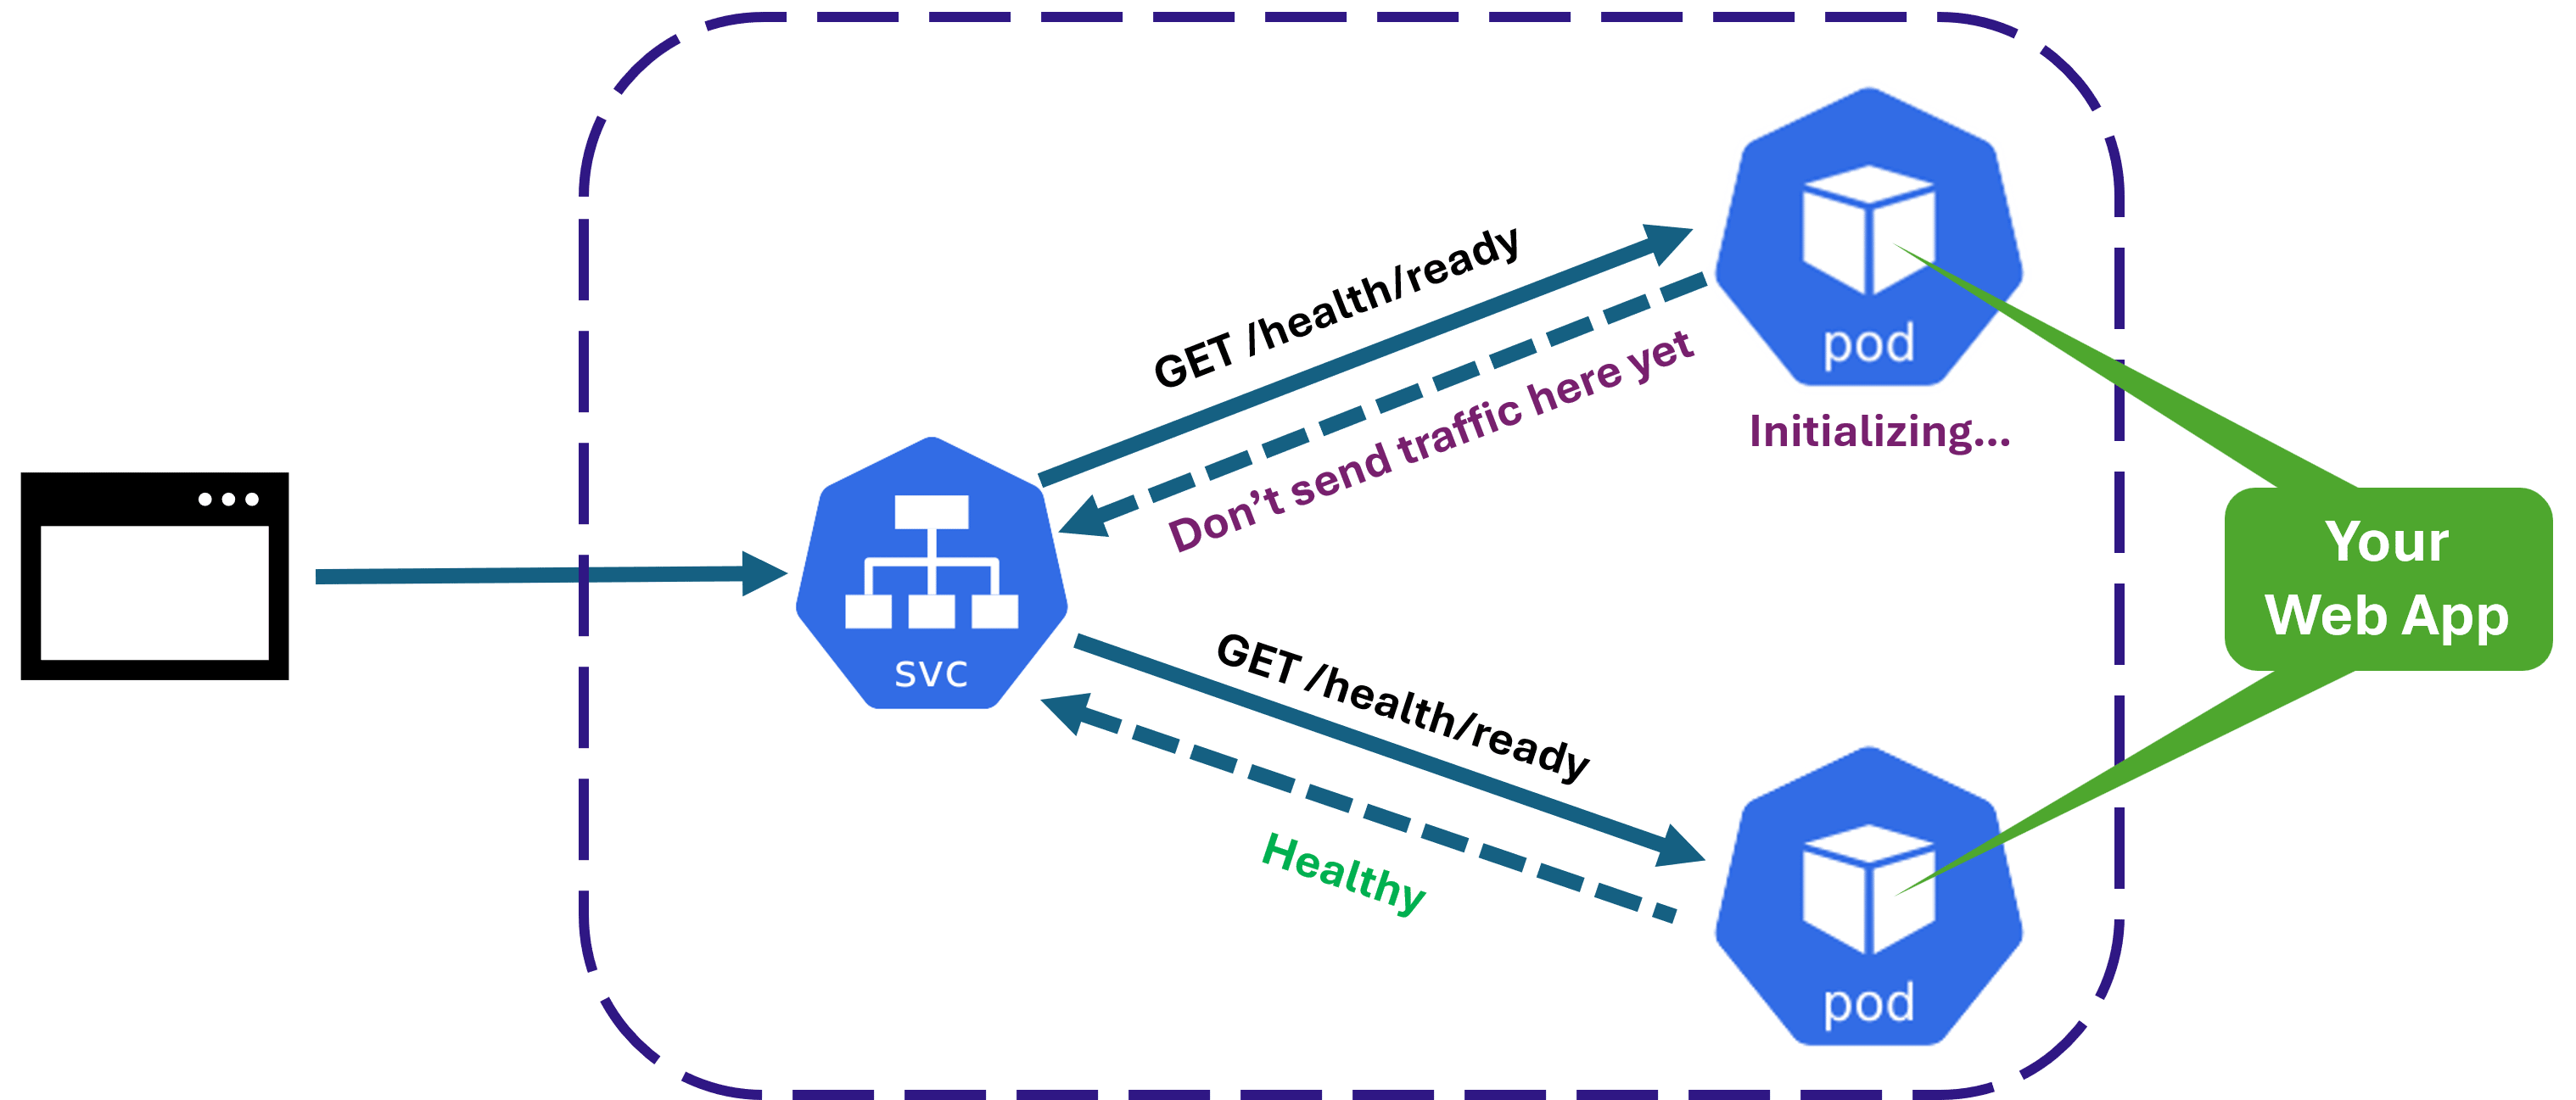 GET /health/ready
pod
Don’t send traffic here yet
Initializing...
Your
Web App
svc
GET /health/ready
Healthy
pod